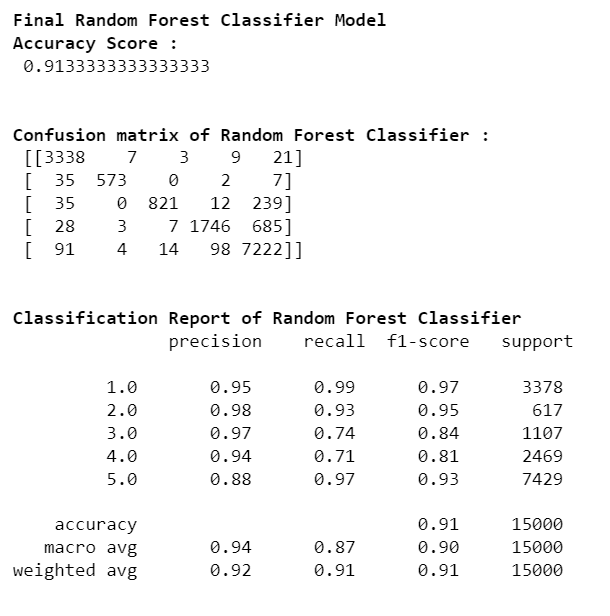 Final Random Forest Classifier Model
Accuracy Score :
0.9133333333333333
Confusion matrix of Random Forest Classifier :
[[3338    7    3    9   21]
[  35  573    0    2    7]
[  35    0  821   12  239]
[  28    3    7 1746  685]
[  91    4   14   98 7222]]
Classification Report of Random Forest Classifier
precision    recall  f1-score   support
1.0       0.95      0.99      0.97      3378
2.0       0.98      0.93      0.95       617
3.0       0.97      0.74      0.84      1107
4.0       0.94      0.71      0.81      2469
5.0       0.88      0.97      0.93      7429
accuracy                           0.91     15000
macro avg       0.94      0.87      0.90     15000
weighted avg       0.92      0.91      0.91     15000